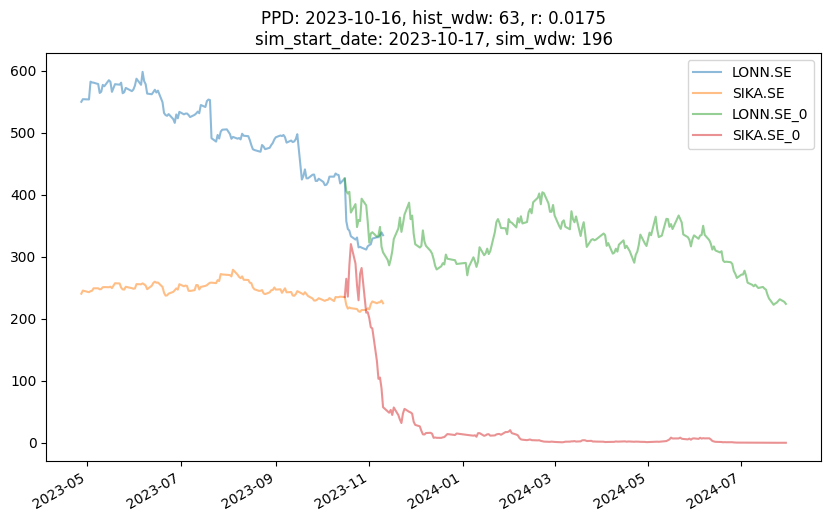 PPD: 2023-10-16, hist_wdw: 63, r: 0.0175
sim_start_date: 2023-10-17, sim_wdw: 196
LONN.SE
SIKA.SE
LONN.SE_0
SIKA.SE_0
600
500
400
300
200
100
0
2023-05
2023-07
2023-09
2023-11
2024-01
2024-03
2024-05
2024-07